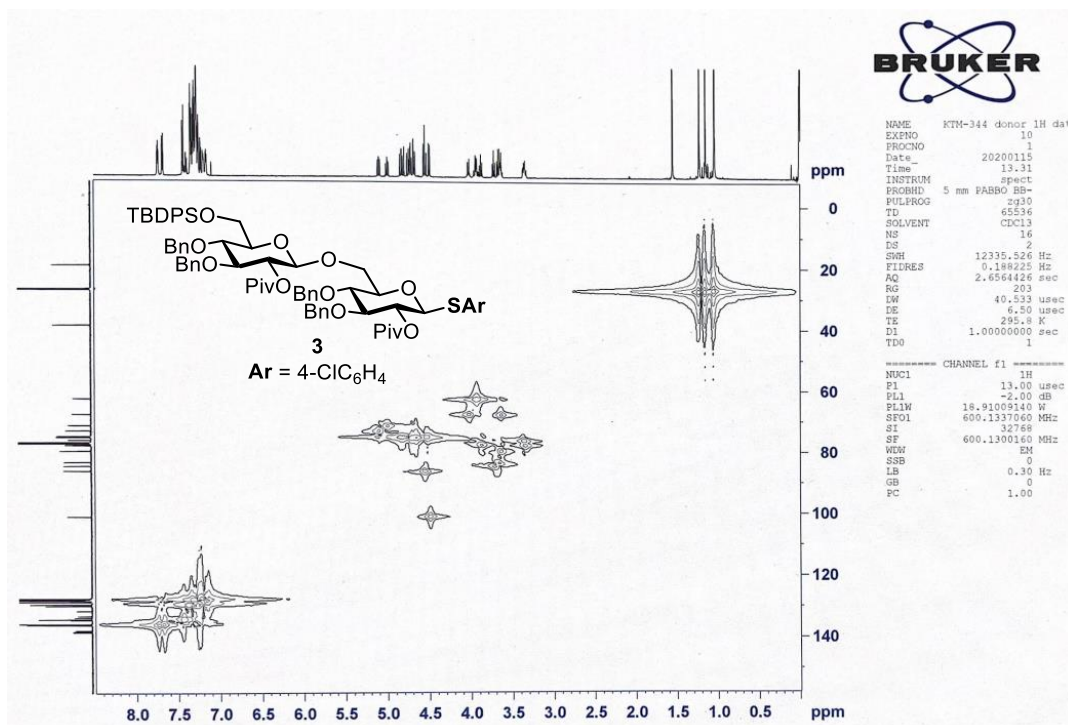 BRUKER
NAME KTM-344 donor 1H dat
EXPNO 10
PROCNO 1
Date_ 20200115
Time 13.31
INSTRUM spect
PROBHD 5 mm PABBO BB-
PULPROG zg30
TD 65536
SOLVENT CDCl3
NS 16
DS 2
SWH 12335.526 Hz
FIDRES 0.188225 Hz
AQ 2.6564426 sec
RG 203
DW 40.533 usec
DE 6.50 usec
TE 295.8 K
D1 1.00000000 sec
TD0 1
======== CHANNEL f1 ========
NUC1 1H
P1 13.00 usec
PL1 -2.00 dB
PL1W 18.91009140 W
SFO1 600.1337060 MHz
SI 32768
SF 600.1300160 MHz
WDW EM
SSB 0
LB 0.30 Hz
GB 0
PC 1.00
ppm
0
20
40
60
80
100
120
140
TBDPSO
BnO
BnO
O
O
PivO
BnO
BnO
O
SAr
PivO
3
Ar = 4-ClC6H4
8.0 7.5 7.0 6.5 6.0 5.5 5.0 4.5 4.0 3.5 3.0 2.5 2.0 1.5 1.0 0.5 ppm